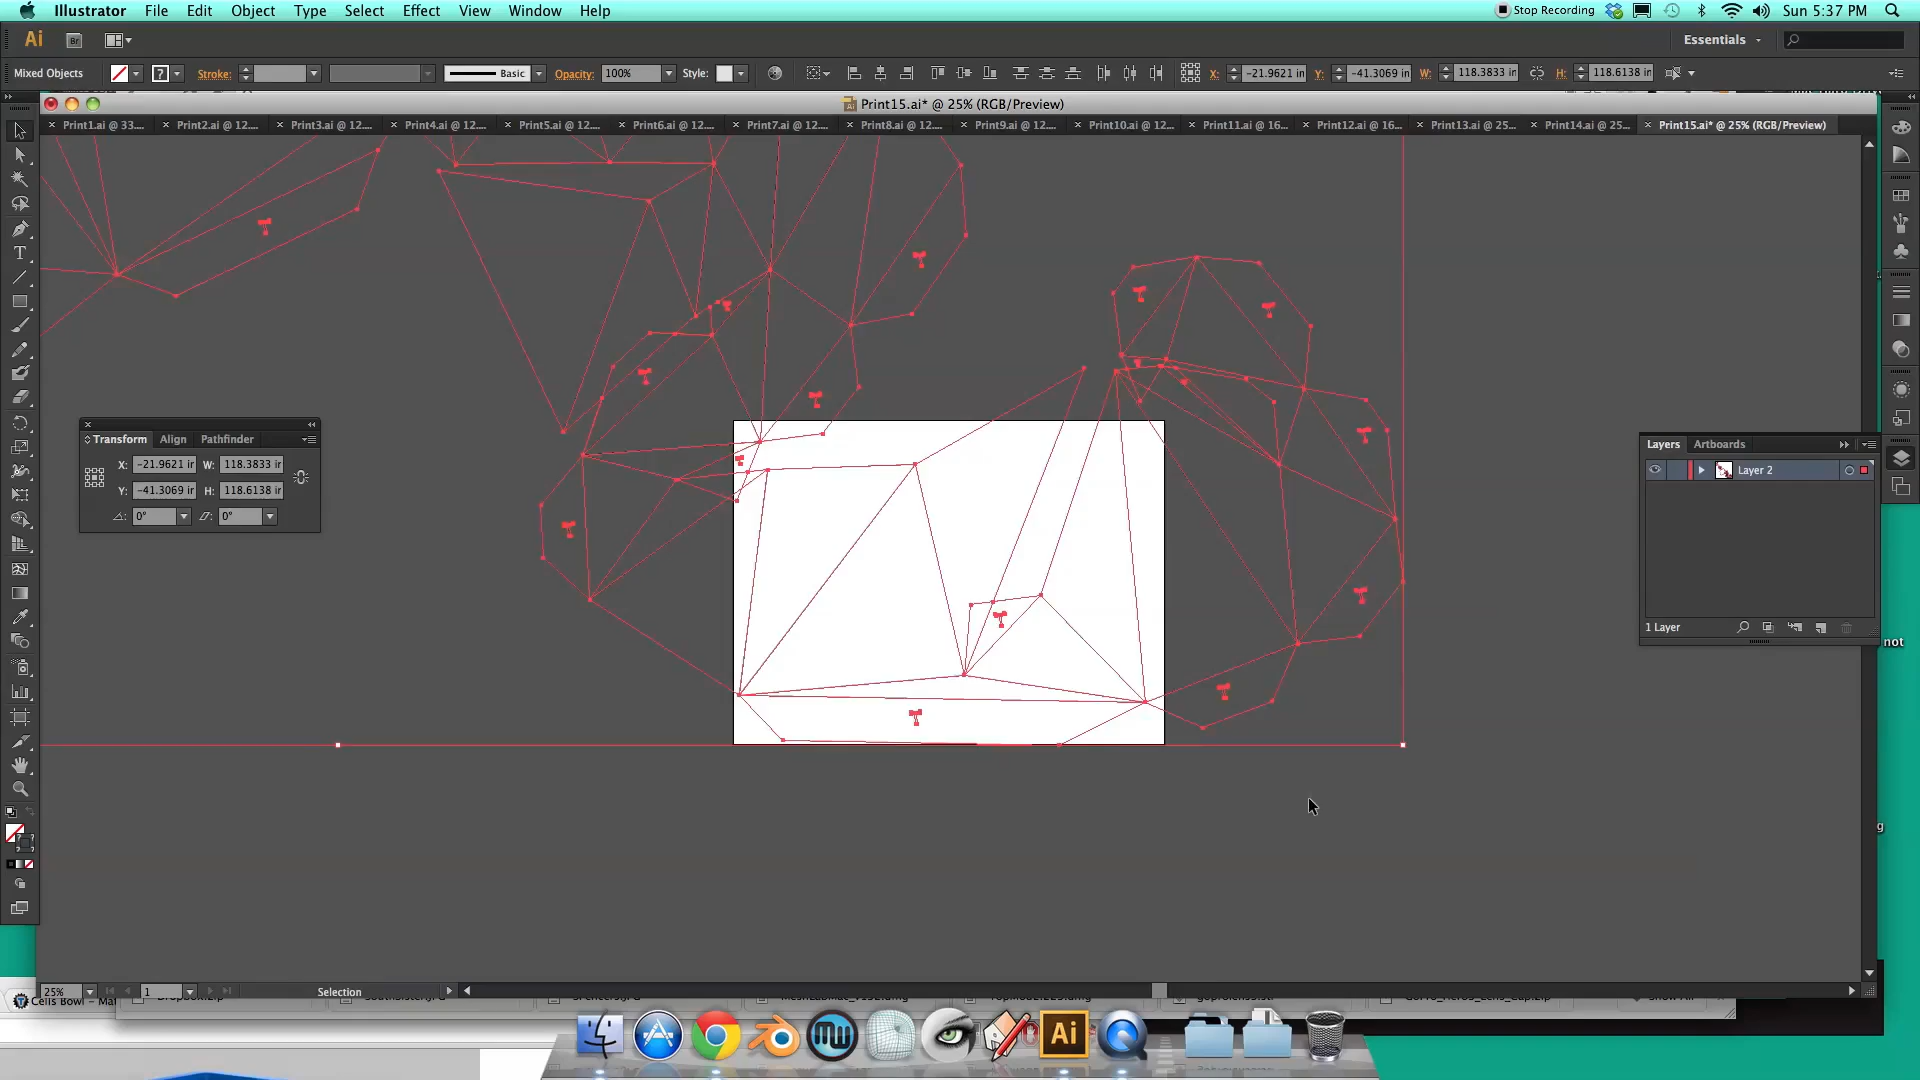 Illustrator File Edit Object Type Select Effect View Window Help Stop Recording Sun 5:37 PM
Ai Br Essentials
Mixed Objects Stroke: Basic Opacity: 100% Style: X: -21.9621 in Y: -41.3069 in W: 118.3833 in H: 118.6138 in
Print15.ai* @ 25% (RGB/Preview)
Print1.ai @ 33.... Print2.ai @ 12.... Print3.ai @ 12.... Print4.ai @ 12.... Print5.ai @ 12.... Print6.ai @ 12.... Print7.ai @ 12.... Print8.ai @ 12.... Print9.ai @ 12.... Print10.ai @ 12... Print11.ai @ 16... Print12.ai @ 16... Print13.ai @ 25... Print14.ai @ 25... Print15.ai* @ 25% (RGB/Preview)
Transform Align Pathfinder
X: -21.9621 in W: 118.3833 in
Y: -41.3069 in H: 118.6138 in
0° 0°
Layers Artboards
Layer 2
1 Layer
not
g
25% 1 Selection
Cells Bowl - Mat
Ai